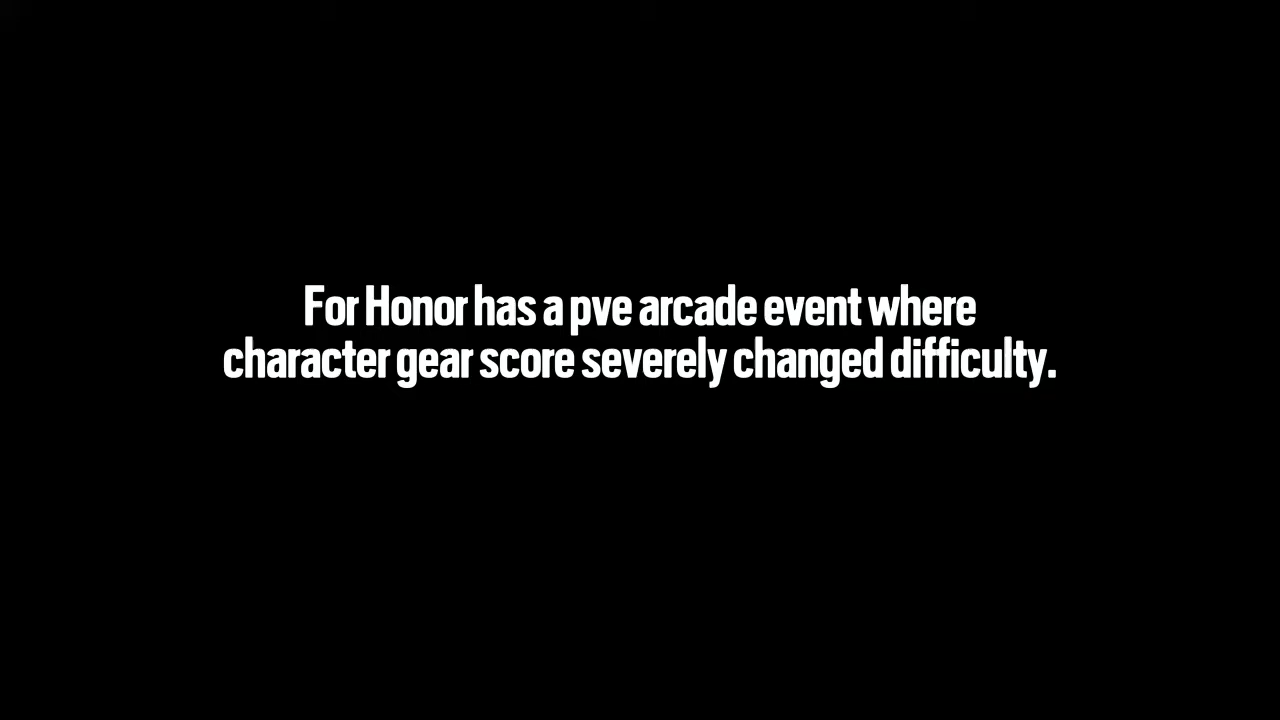 For Honor has a pve arcade event where
character gear score severely changed difficulty.